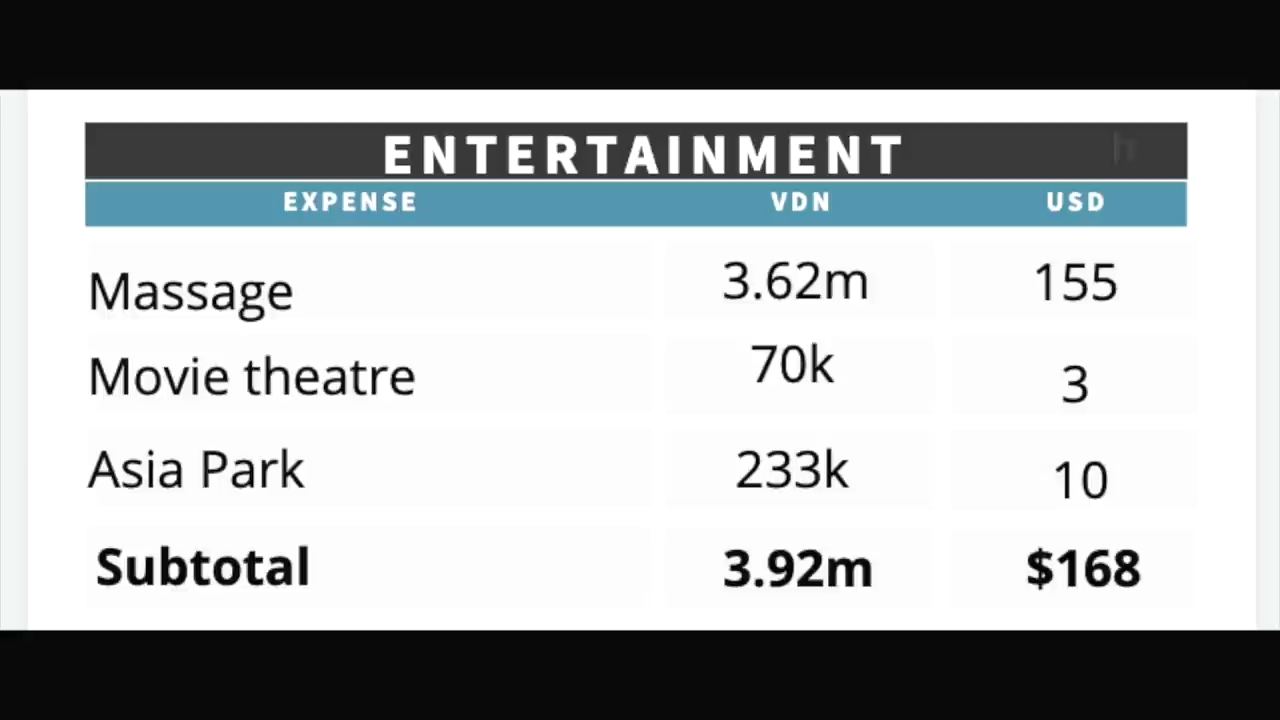 ENTERTAINMENT
EXPENSE VDN USD
Massage 3.62m 155
Movie theatre 70k 3
Asia Park 233k 10
Subtotal 3.92m $168